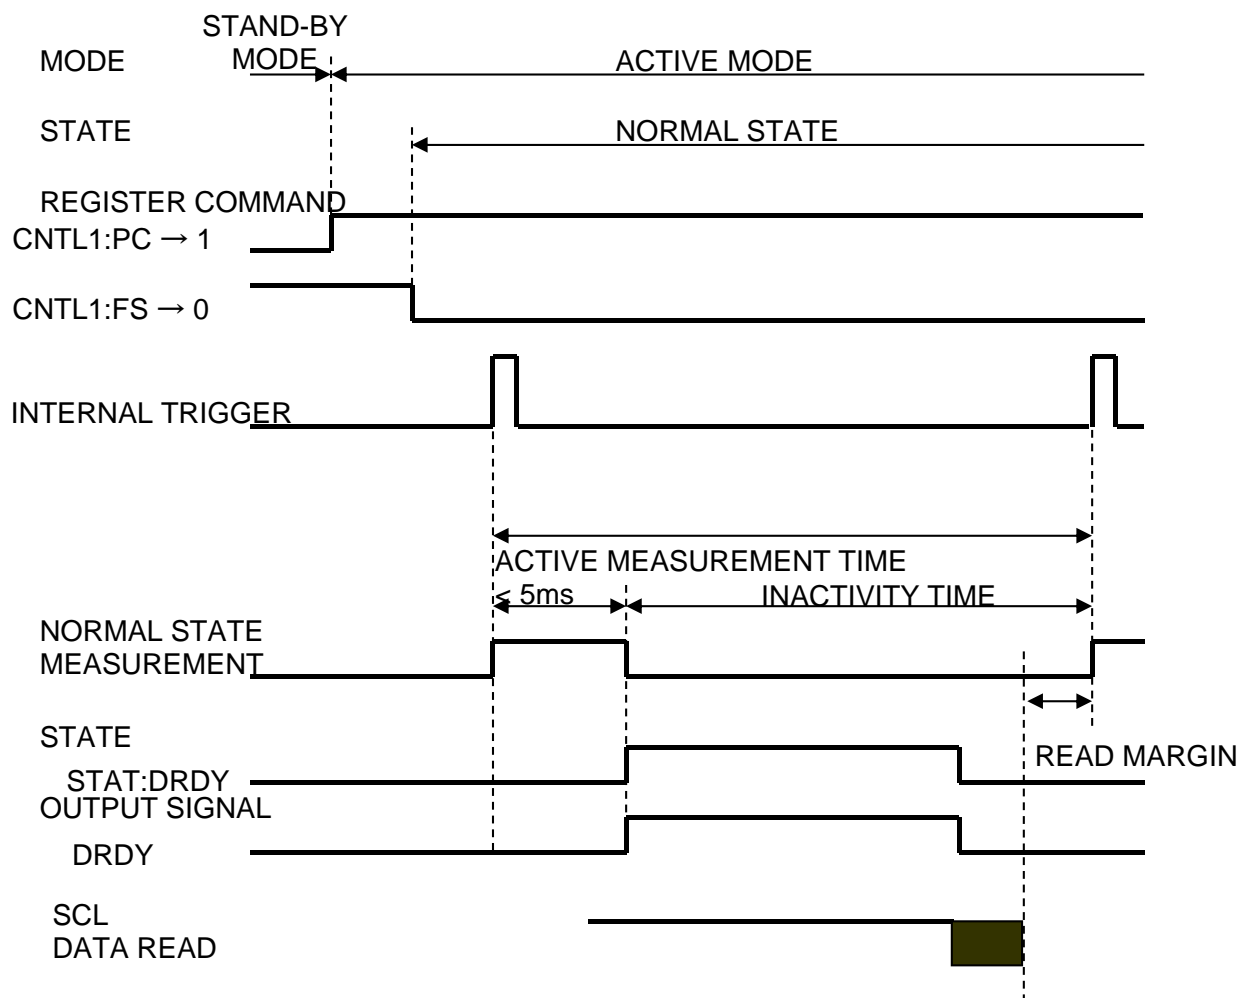 STAND-BY
MODE
MODE
ACTIVE MODE
STATE
NORMAL STATE
REGISTER COMMAND
CNTL1:PC → 1
CNTL1:FS → 0
INTERNAL TRIGGER
ACTIVE MEASUREMENT TIME
< 5ms
INACTIVITY TIME
NORMAL STATE
MEASUREMENT
STATE
READ MARGIN
STAT:DRDY
OUTPUT SIGNAL
DRDY
SCL
DATA READ